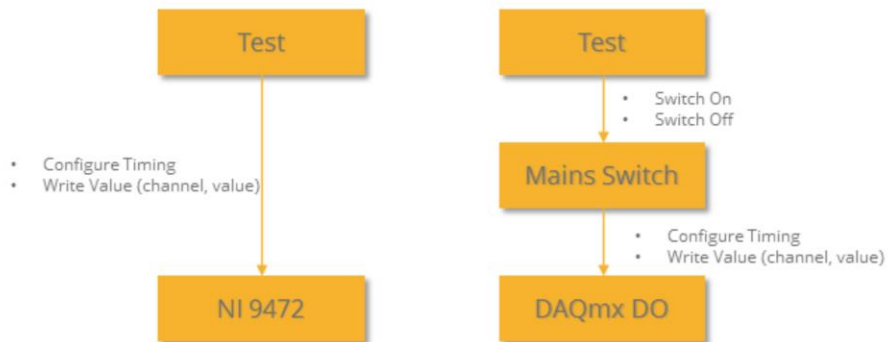 Test
• Configure Timing
• Write Value (channel, value)
NI 9472
Test
• Switch On
• Switch Off
Mains Switch
• Configure Timing
• Write Value (channel, value)
DAQmx DO